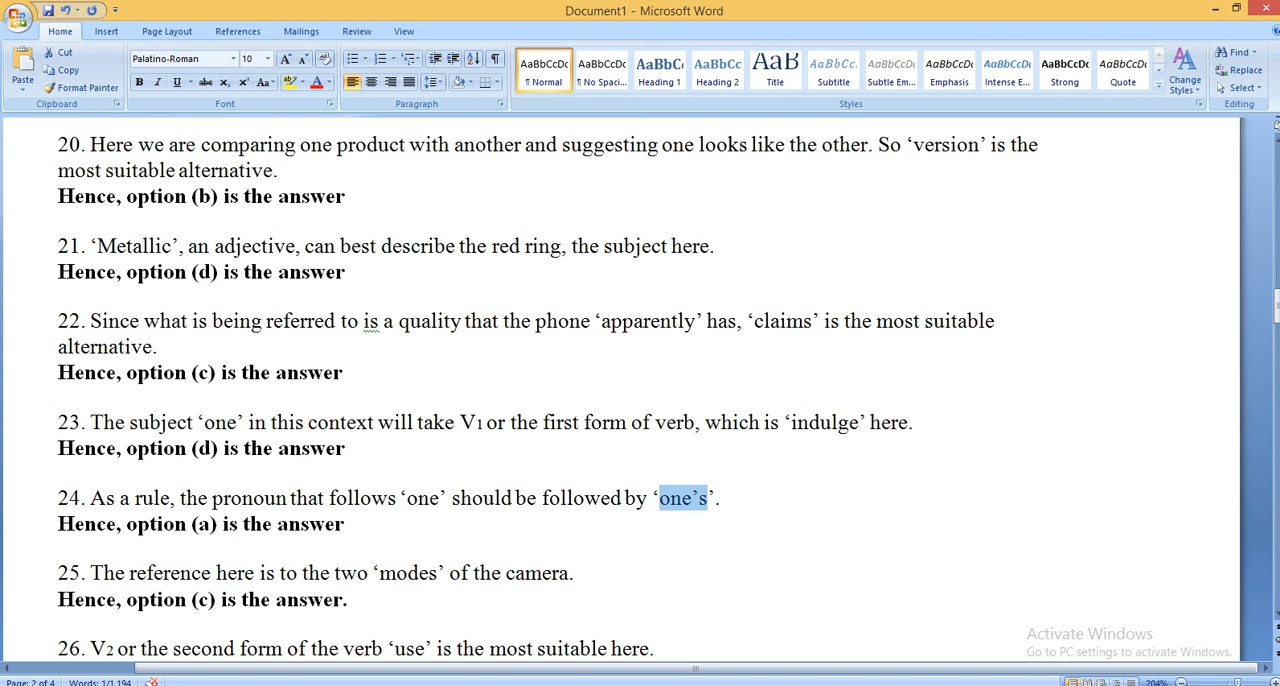 Document1 - Microsoft Word
Home Insert Page Layout References Mailings Review View
Paste Cut Copy Format Painter
Palatino-Roman 10
AaBbCcDc AaBbCcDc AaBbC AaBbCc AaB AaBbCc. AaBbCcDc AaBbCcDc AaBbCcDc AaBbCcDc AaBbCcDc
¶ Normal ¶ No Spaci... Heading 1 Heading 2 Title Subtitle Subtle Em... Emphasis Intense E... Strong Quote
Change Styles
Find Replace Select
Clipboard Font Paragraph Styles Editing
20. Here we are comparing one product with another and suggesting one looks like the other. So ‘version’ is the
most suitable alternative.
Hence, option (b) is the answer
21. ‘Metallic’, an adjective, can best describe the red ring, the subject here.
Hence, option (d) is the answer
22. Since what is being referred to is a quality that the phone ‘apparently’ has, ‘claims’ is the most suitable
alternative.
Hence, option (c) is the answer
23. The subject ‘one’ in this context will take V1 or the first form of verb, which is ‘indulge’ here.
Hence, option (d) is the answer
24. As a rule, the pronoun that follows ‘one’ should be followed by ‘one’s’.
Hence, option (a) is the answer
25. The reference here is to the two ‘modes’ of the camera.
Hence, option (c) is the answer.
26. V2 or the second form of the verb ‘use’ is the most suitable here.
Activate Windows
Go to PC settings to activate Windows.
Page: 2 of 4 Words: 1/1,194 204%